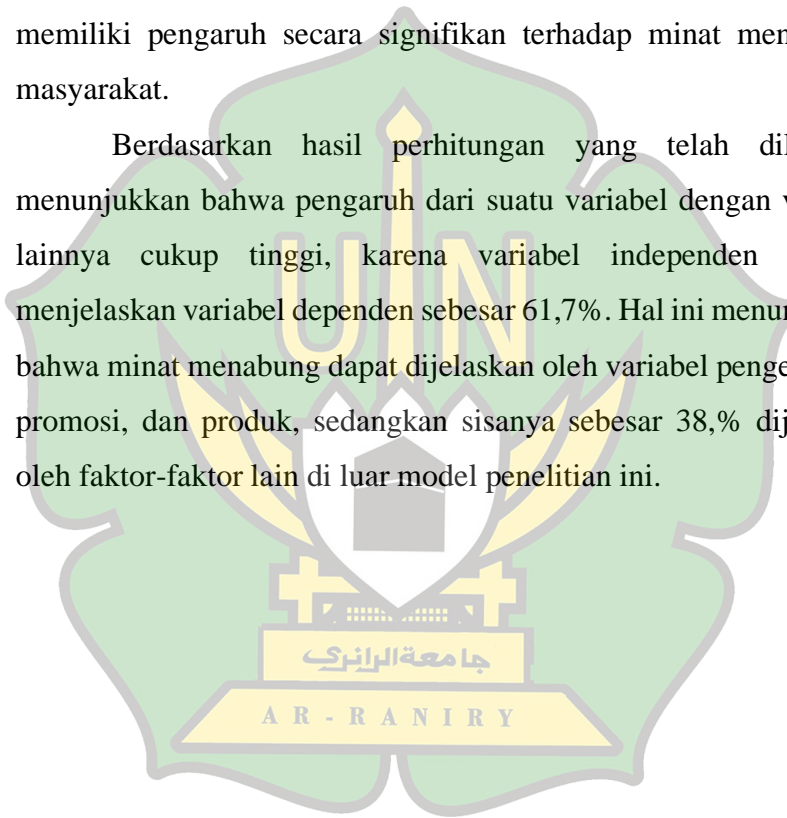 memiliki pengaruh secara signifikan terhadap minat men
masyarakat.
Berdasarkan hasil perhitungan yang telah dil
menunjukkan bahwa pengaruh dari suatu variabel dengan v
lainnya cukup tinggi, karena variabel independen
menjelaskan variabel dependen sebesar 61,7%. Hal ini menun
bahwa minat menabung dapat dijelaskan oleh variabel penge
promosi, dan produk, sedangkan sisanya sebesar 38,% dij
oleh faktor-faktor lain di luar model penelitian ini.
UIN
جامعةالرانري
AR-RANIRY